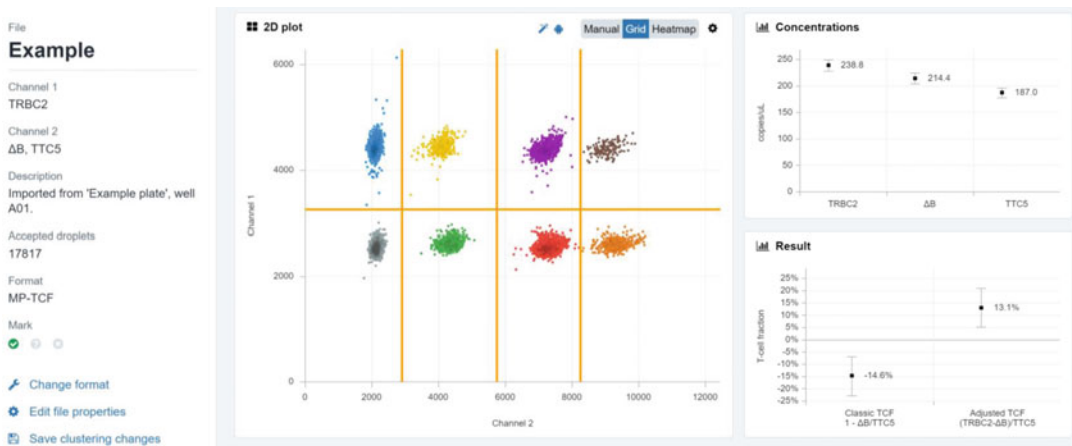 File
Example
Channel 1
TRBC2
Channel 2
ΔB, TTC5
Description
Imported from 'Example plate', well
A01.
Accepted droplets
17817
Format
MP-TCF
Mark
Change format
Edit file properties
Save clustering changes
2D plot
Manual Grid Heatmap
6000
4000
2000
0
Channel 1
0 2000 4000 6000 8000 10000 12000
Channel 2
Concentrations
250
200
150
100
50
0
copies/uL
238.8
214.4
187.0
TRBC2 ΔB TTC5
Result
25%
20%
15%
10%
5%
0%
-5%
-10%
-15%
-20%
-25%
T-cell fraction
-14.6%
13.1%
Classic TCF
1 - ΔB/TTC5
Adjusted TCF
(TRBC2-ΔB)/TTC5